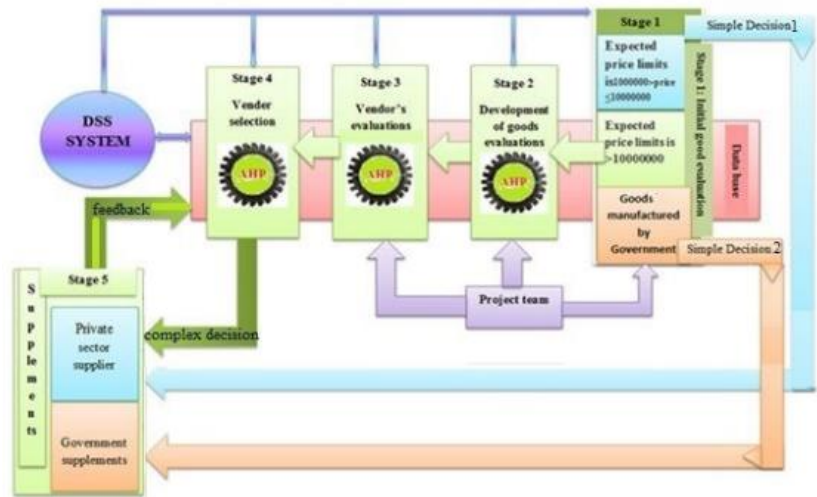 Stage 1
Simple Decision1
Expected
price limits
≤10000000
Stage 1: Initial good evaluation
Expected
price limits is
>10000000
Goods
manufactured
by
Government
Simple Decision 2
Data base
Stage 2
Development
of goods
evaluations
AHP
Stage 3
Vendor's
evaluations
AHP
Stage 4
Vender
selection
AHP
DSS
SYSTEM
feedback
Project team
complex decision
Stage 5
Supplements
Private
sector
supplier
Government
supplements